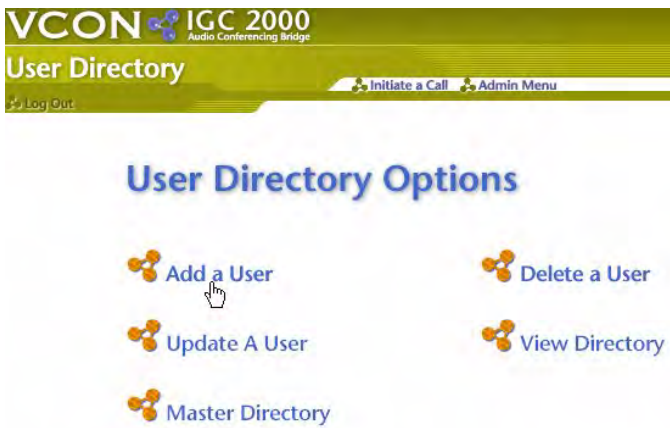 VCON IGC 2000
Audio Conferencing Bridge
User Directory
Initiate a Call Admin Menu
Log Out
User Directory Options
Add a User Delete a User
Update A User View Directory
Master Directory